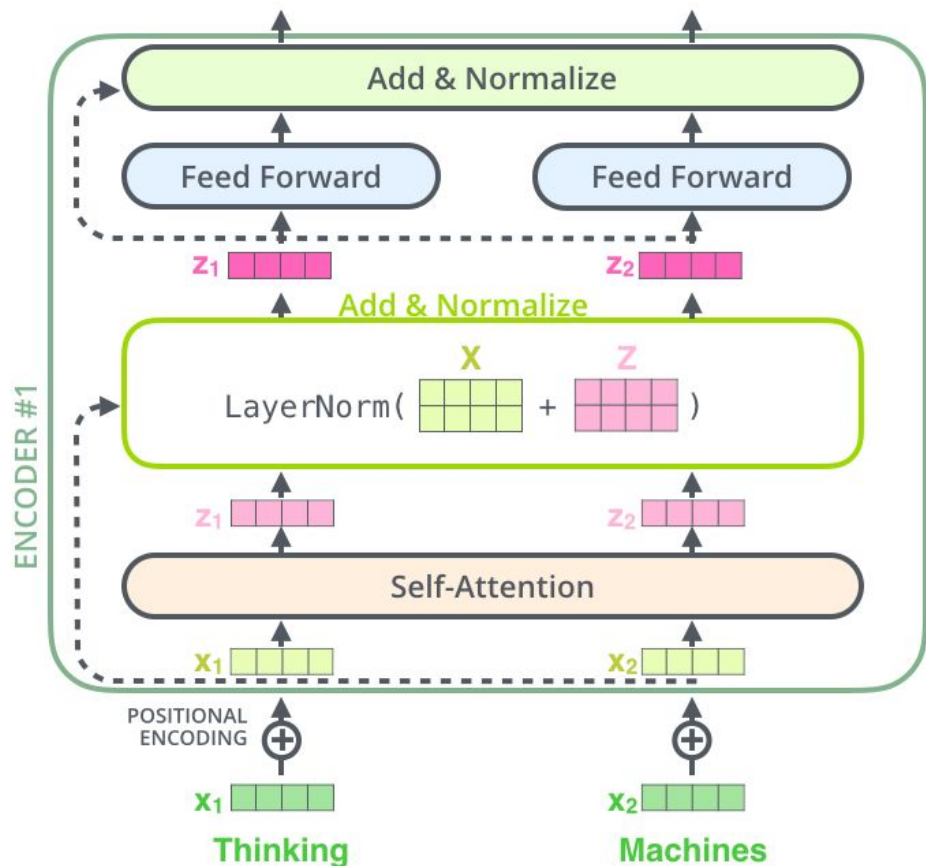 Add & Normalize
Feed Forward Feed Forward
z1 z2
Add & Normalize
X Z
LayerNorm( + )
ENCODER #1
z1 z2
Self-Attention
x1 x2
POSITIONAL
ENCODING
x1 x2
Thinking Machines